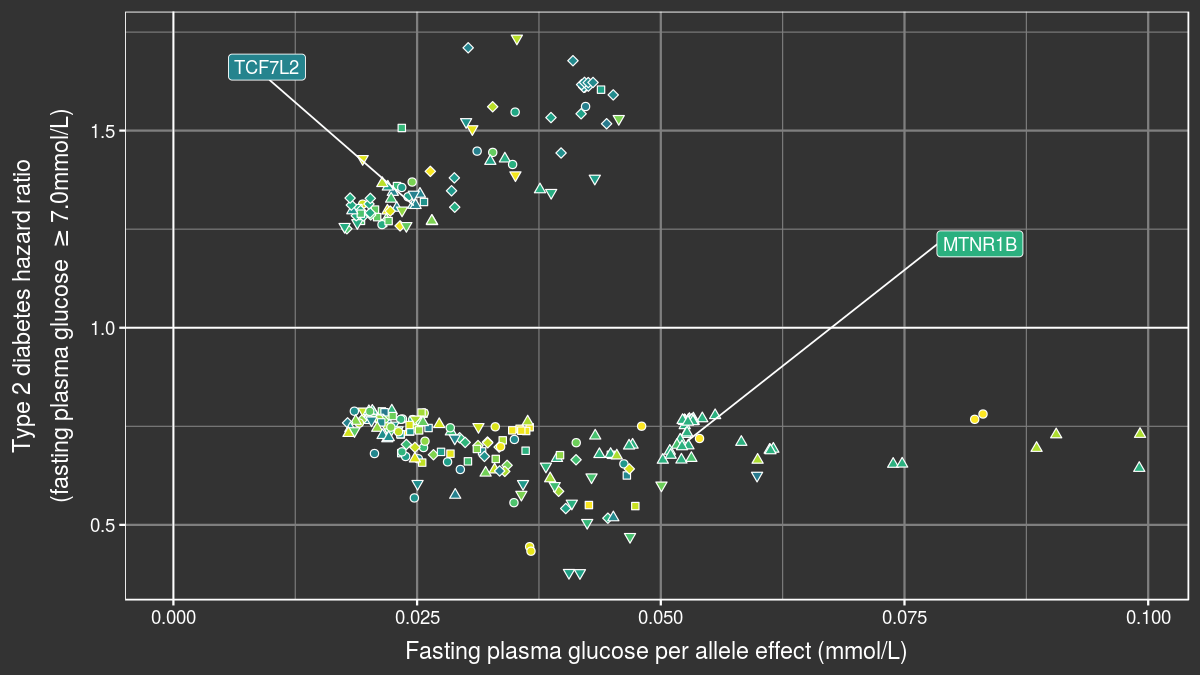 Type 2 diabetes hazard ratio
(fasting plasma glucose ≥ 7.0mmol/L)
1.5
1.0
0.5
TCF7L2
MTNR1B
0.000
0.025
0.050
0.075
0.100
Fasting plasma glucose per allele effect (mmol/L)